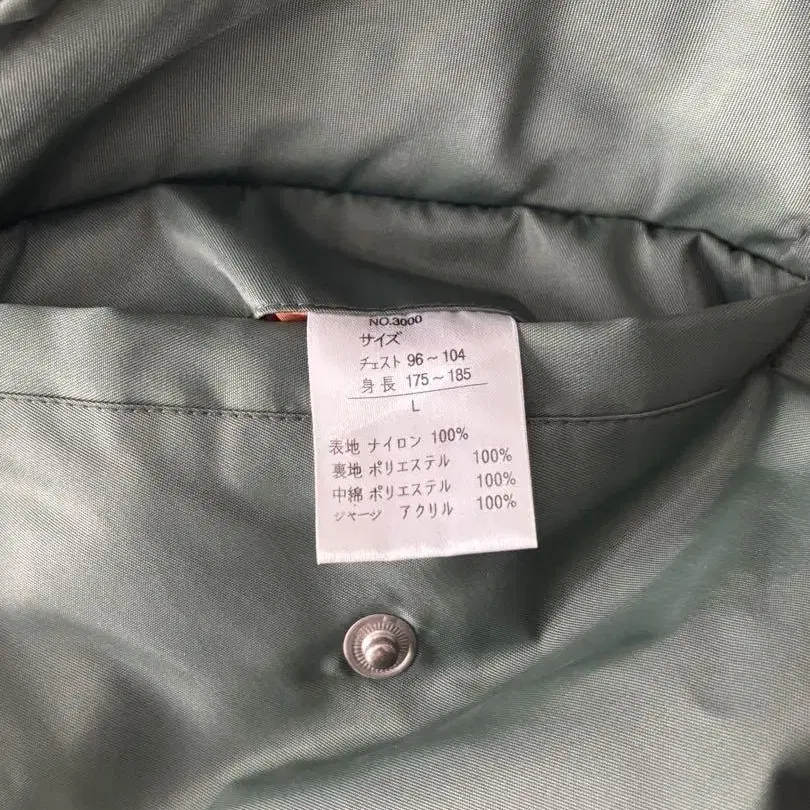 NO.3000
サイズ
チェスト 96～104
身長 175～185
L
表地 ナイロン 100%
裏地 ポリエステル 100%
中綿 ポリエステル 100%
ジャージ アクリル 100%